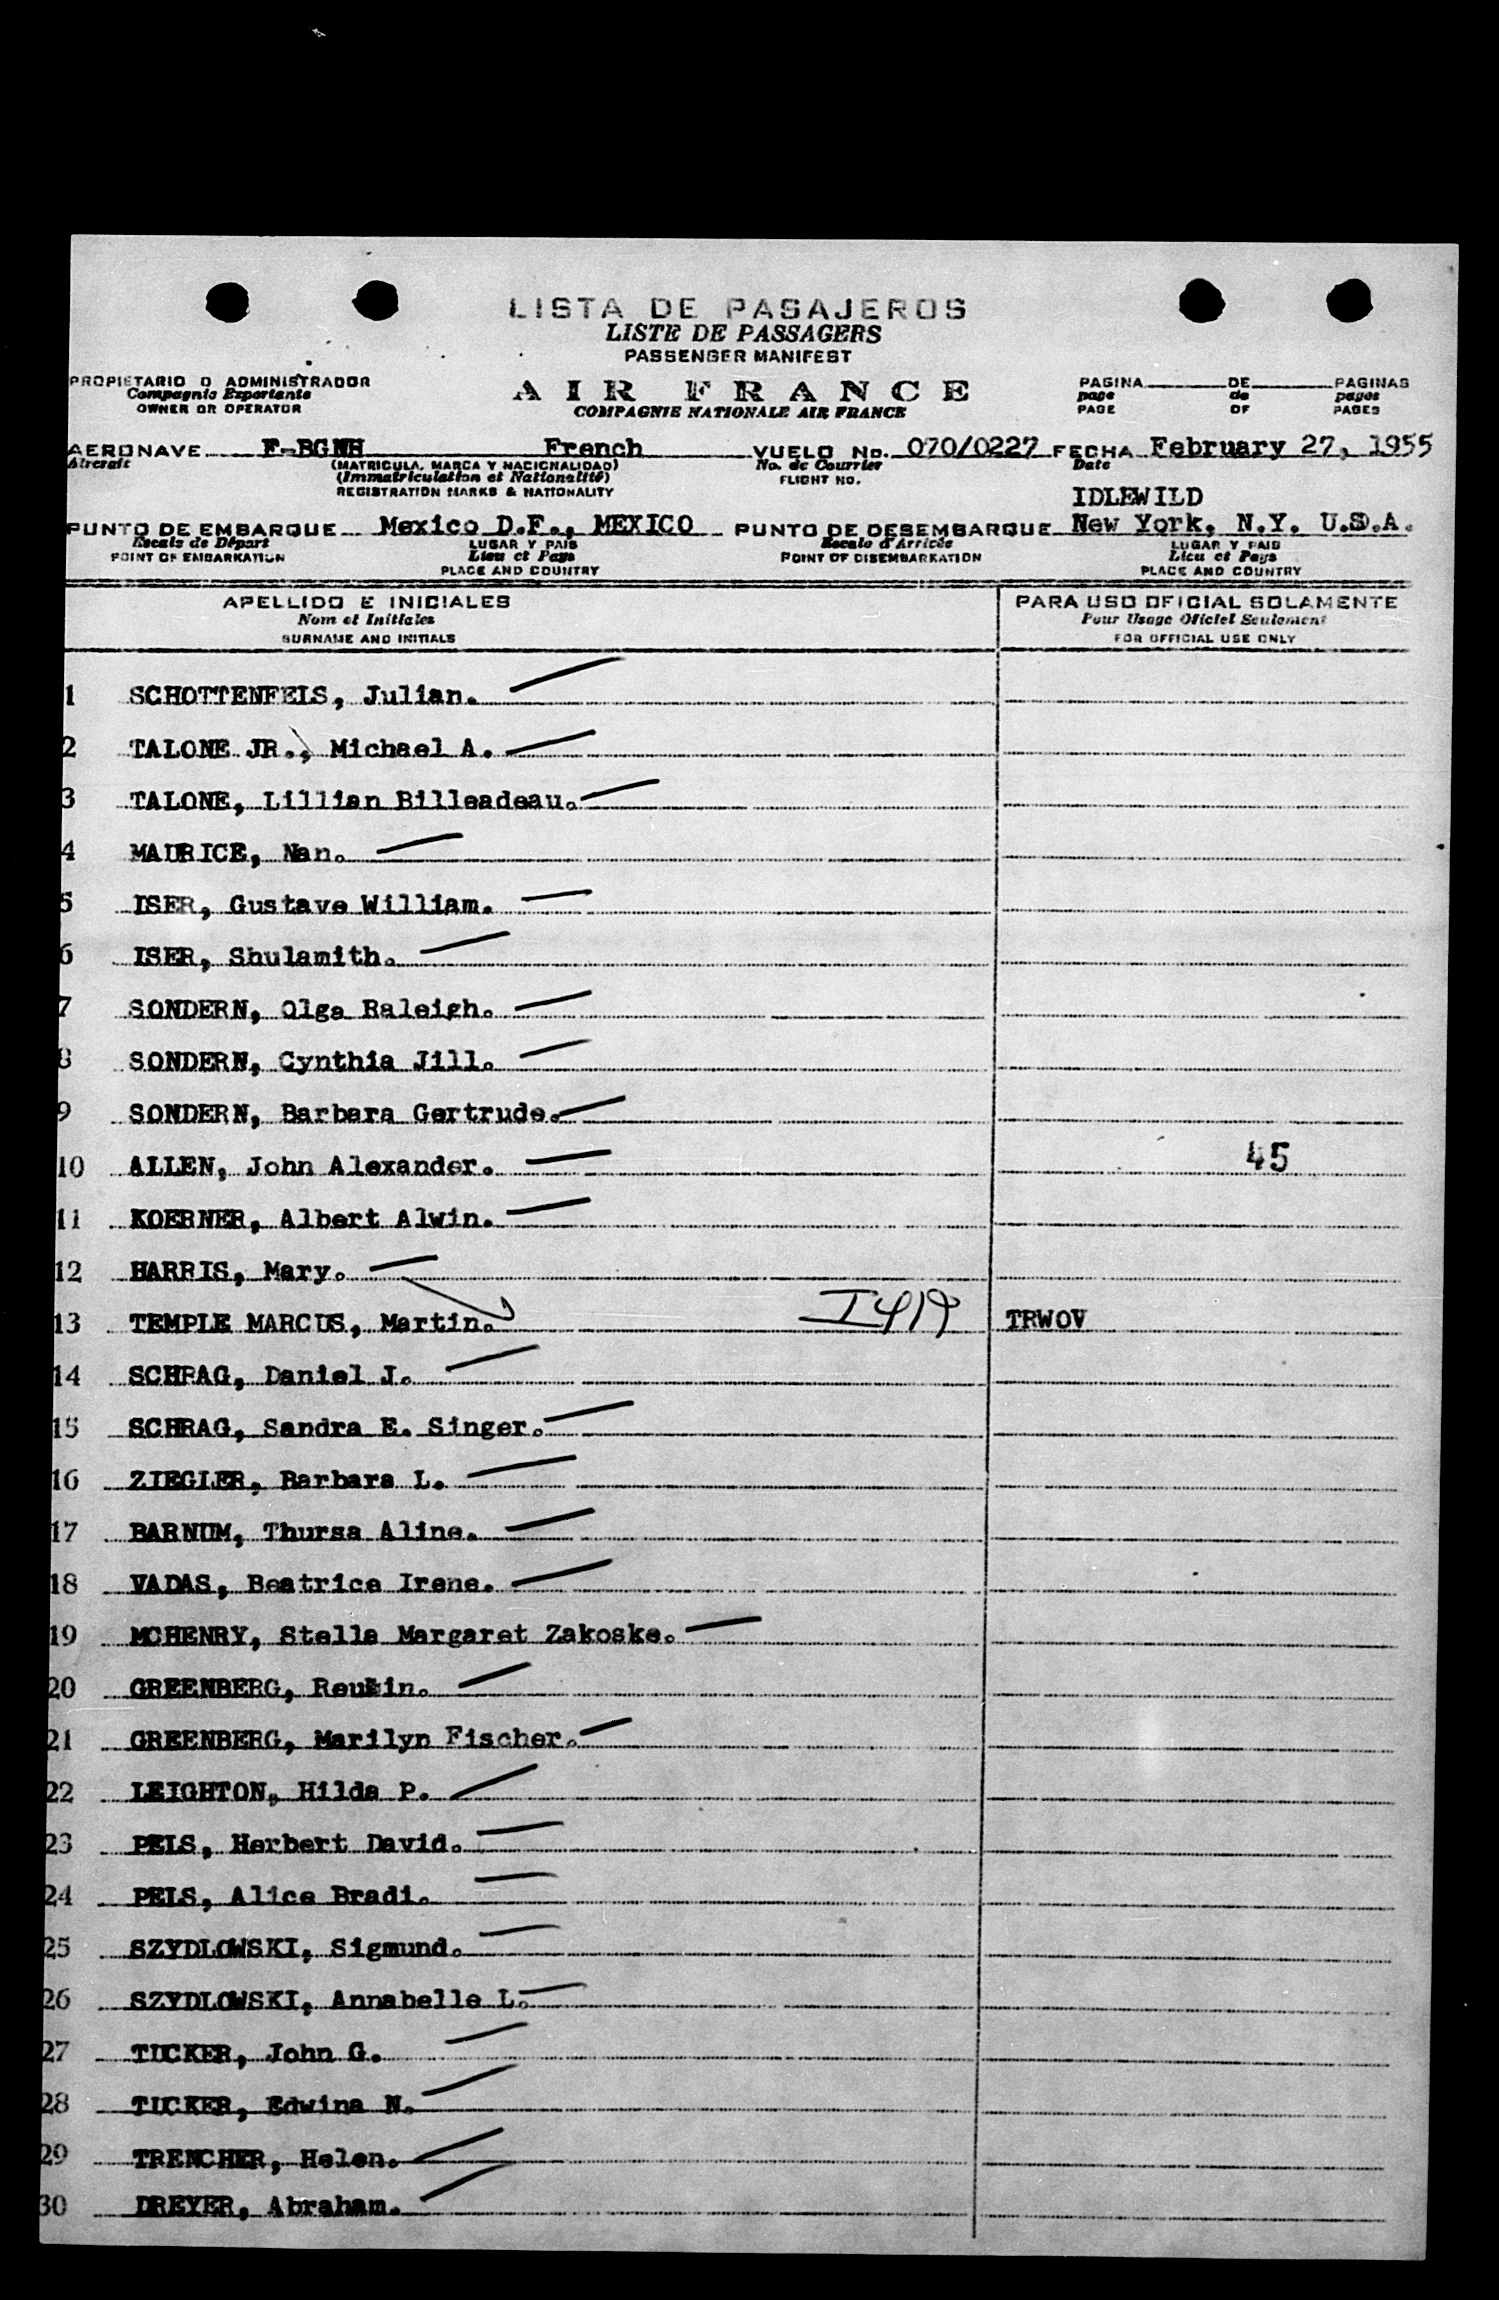 LISTA DE PASAJEROS
LISTE DE PASSAGERS
PASSENGER MANIFEST
PROPIETARIO O ADMINISTRADOR
Compagnie Exportante
OWNER OR OPERATOR
AIR FRANCE
COMPAGNIE NATIONALE AIR FRANCE
PAGINA DE PAGINAS
page de pages
PAGE OF PAGES
AERONAVE F-BGNH French VUELO No. 070/0227 FECHA February 27, 1955
Aircraft (MATRICULA, MARCA Y NACIONALIDAD) No. de Courrier Date
(Immatriculation et Nationalité) FLIGHT NO.
REGISTRATION MARKS & NATIONALITY
IDLEWILD
PUNTO DE EMBARQUE Mexico D.F., MEXICO PUNTO DE DESEMBARQUE New York, N.Y. U.S.A.
Escale de Départ LUGAR Y PAIS Escale d'Arrivée LUGAR Y PAIS
POINT OF EMBARKATION Lieu et Pays POINT OF DISEMBARKATION Lieu et Pays
PLACE AND COUNTRY PLACE AND COUNTRY
APELLIDO E INICIALES PARA USO OFICIAL SOLAMENTE
Nom et Initiales Pour Usage Officiel Seulement
SURNAME AND INITIALS FOR OFFICIAL USE ONLY
1 SCHOTTENFELS, Julian.
2 TALONE JR., Michael A.
3 TALONE, Lillian Billeadeau.
4 MAURICE, Nan.
5 ISER, Gustave William.
6 ISER, Shulamith.
7 SONDERN, Olga Raleigh.
8 SONDERN, Cynthia Jill.
9 SONDERN, Barbara Gertrude.
10 ALLEN, John Alexander. 45
11 KOERNER, Albert Alwin.
12 HARRIS, Mary.
13 TEMPLE MARCUS, Martin. I419 TRWOV
14 SCHRAG, Daniel J.
15 SCHRAG, Sandra E. Singer.
16 ZIEGLER, Barbara L.
17 BARNUM, Thursa Aline.
18 VADAS, Beatrice Irene.
19 MCHENRY, Stella Margaret Zakoske.
20 GREENBERG, Reubin.
21 GREENBERG, Marilyn Fischer.
22 LEIGHTON, Hilda P.
23 PELS, Herbert David.
24 PELS, Alice Bradi.
25 SZYDLOWSKI, Sigmund.
26 SZYDLOWSKI, Annabelle L.
27 TUCKER, John G.
28 TUCKER, Edwina N.
29 TRENCHER, Helen.
30 DREYER, Abraham.